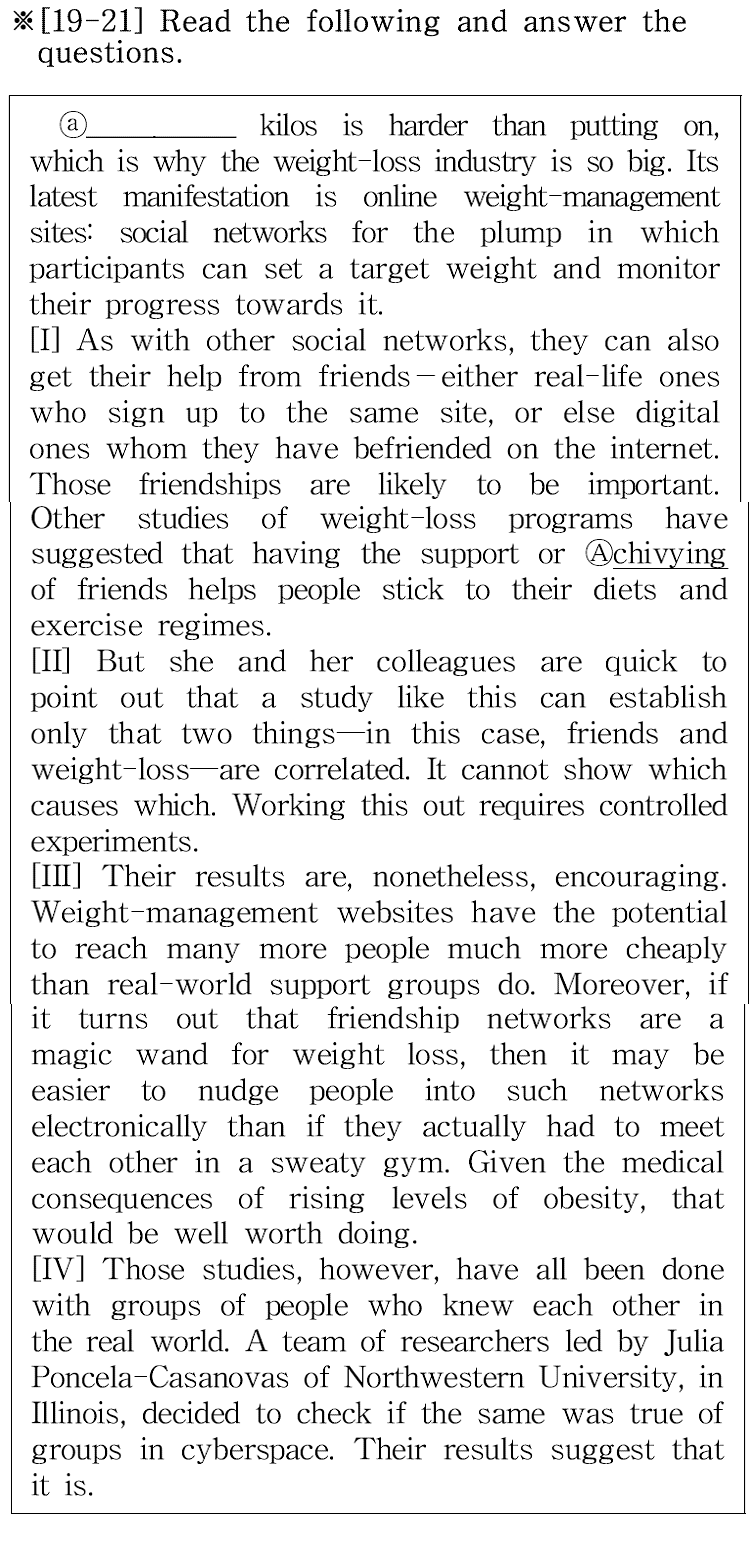 ※[19-21] Read the following and answer the
questions.
ⓐ__________ kilos is harder than putting on,
which is why the weight-loss industry is so big. Its
latest manifestation is online weight-management
sites: social networks for the plump in which
participants can set a target weight and monitor
their progress towards it.
[I] As with other social networks, they can also
get their help from friends－either real-life ones
who sign up to the same site, or else digital
ones whom they have befriended on the internet.
Those friendships are likely to be important.
Other studies of weight-loss programs have
suggested that having the support or Ⓐchivying
of friends helps people stick to their diets and
exercise regimes.
[II] But she and her colleagues are quick to
point out that a study like this can establish
only that two things—in this case, friends and
weight-loss—are correlated. It cannot show which
causes which. Working this out requires controlled
experiments.
[III] Their results are, nonetheless, encouraging.
Weight-management websites have the potential
to reach many more people much more cheaply
than real-world support groups do. Moreover, if
it turns out that friendship networks are a
magic wand for weight loss, then it may be
easier to nudge people into such networks
electronically than if they actually had to meet
each other in a sweaty gym. Given the medical
consequences of rising levels of obesity, that
would be well worth doing.
[IV] Those studies, however, have all been done
with groups of people who knew each other in
the real world. A team of researchers led by Julia
Poncela-Casanovas of Northwestern University, in
Illinois, decided to check if the same was true of
groups in cyberspace. Their results suggest that
it is.